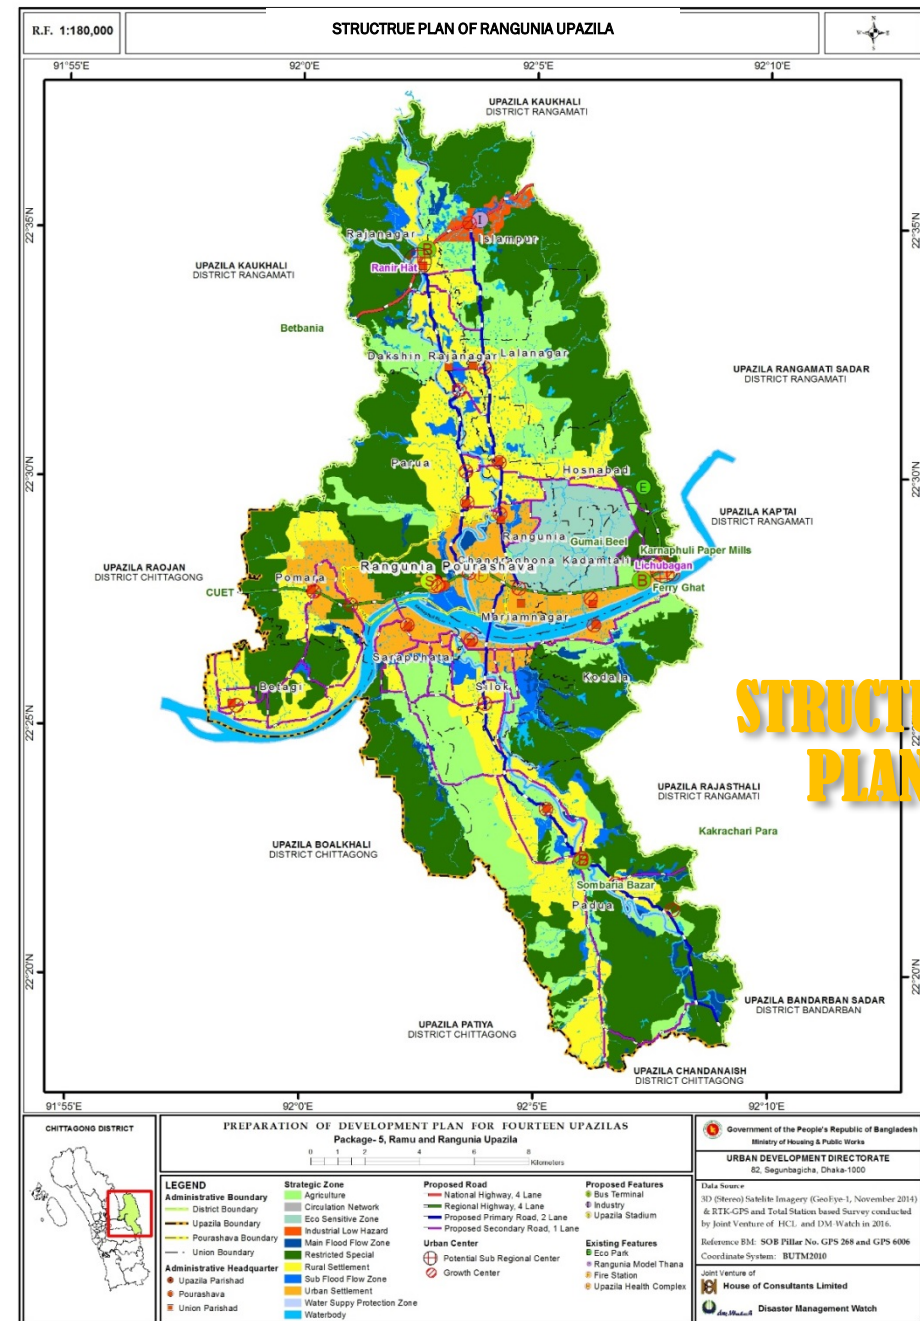 R.F. 1:180,000
STRUCTRUE PLAN OF RANGUNIA UPAZILA
N
91°55'E
92°0'E
92°5'E
92°10'E
UPAZILA KAUKHALI
DISTRICT RANGAMATI
22°35'N
22°35'N
I
Rajanagar
Islampur
B
UPAZILA KAUKHALI
DISTRICT RANGAMATI
Ranir Hat
Betbania
Dakshin Rajanagar
Lalanagar
UPAZILA RANGAMATI SADAR
DISTRICT RANGAMATI
Parua
Hosnabad
22°30'N
22°30'N
E
UPAZILA KAPTAI
DISTRICT RANGAMATI
Rangunia
Gumai Beel
Karnaphuli Paper Mills
UPAZILA RAOJAN
DISTRICT CHITTAGONG
Chandraghona Kadamtali
Rangunia Pourashava
Lichubagan
Pomara
S
B
CUET
Ferry Ghat
Mariamnagar
Sarapbhata
Kodala
Betagi
Silok
22°25'N
PLAN
UPAZILA RAJASTHALI
DISTRICT RANGAMATI
Kakrachari Para
UPAZILA BOALKHALI
DISTRICT CHITTAGONG
B
Sombaria Bazar
Padua
22°20'N
22°20'N
UPAZILA BANDARBAN SADAR
DISTRICT BANDARBAN
UPAZILA PATIYA
DISTRICT CHITTAGONG
UPAZILA CHANDANAISH
DISTRICT CHITTAGONG
91°55'E
92°0'E
92°5'E
92°10'E
CHITTAGONG DISTRICT
PREPARATION OF DEVELOPMENT PLAN FOR FOURTEEN UPAZILAS
Package- 5, Ramu and Rangunia Upazila
0 1 2 4 6 8
Kilometers
LEGEND
Administrative Boundary
District Boundary
Upazila Boundary
Pourashava Boundary
Union Boundary
Administrative Headquarter
Upazila Parishad
Pourashava
Union Parishad
Strategic Zone
Agriculture
Circulation Network
Eco Sensitive Zone
Industrial Low Hazard
Main Flood Flow Zone
Restricted Special
Rural Settlement
Sub Flood Flow Zone
Urban Settlement
Water Suppy Protection Zone
Waterbody
Proposed Road
National Highway, 4 Lane
Regional Highway, 4 Lane
Proposed Primary Road, 2 Lane
Proposed Secondary Road, 1 Lane
Urban Center
Potential Sub Regional Center
Growth Center
Proposed Features
Bus Terminal
Industry
Upazila Stadium
Existing Features
Eco Park
Rangunia Model Thana
Fire Station
Upazila Health Complex
Government of the People's Republic of Bangladesh
Ministry of Housing & Public Works
URBAN DEVELOPMENT DIRECTORATE
82, Segunbagicha, Dhaka-1000
Data Source
3D (Stereo) Satelite Imagery (GeoEye-1, November 2014)
& RTK-GPS and Total Station based Survey conducted
by Joint Venture of HCL and DM-Watch in 2016.
Reference BM: SOB Pillar No. GPS 268 and GPS 6006
Coordinate System: BUTM2010
Joint Venture of
House of Consultants Limited
Disaster Management Watch